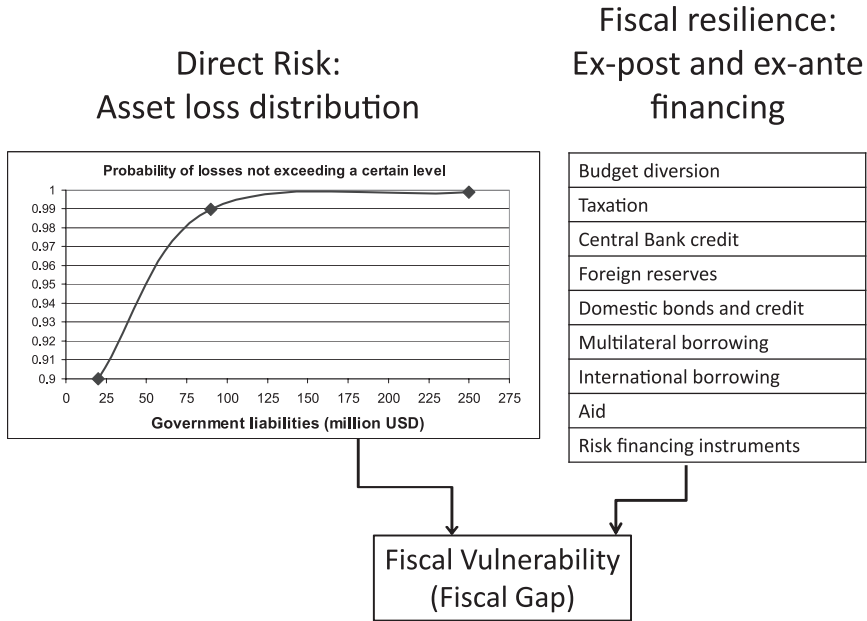 Direct Risk:
Asset loss distribution
Probability of losses not exceeding a certain level
1
0.99
0.98
0.97
0.96
0.95
0.94
0.93
0.92
0.91
0.9
0 25 50 75 100 125 150 175 200 225 250 275
Government liabilities (million USD)
Fiscal resilience:
Ex-post and ex-ante
financing
Budget diversion
Taxation
Central Bank credit
Foreign reserves
Domestic bonds and credit
Multilateral borrowing
International borrowing
Aid
Risk financing instruments
Fiscal Vulnerability
(Fiscal Gap)